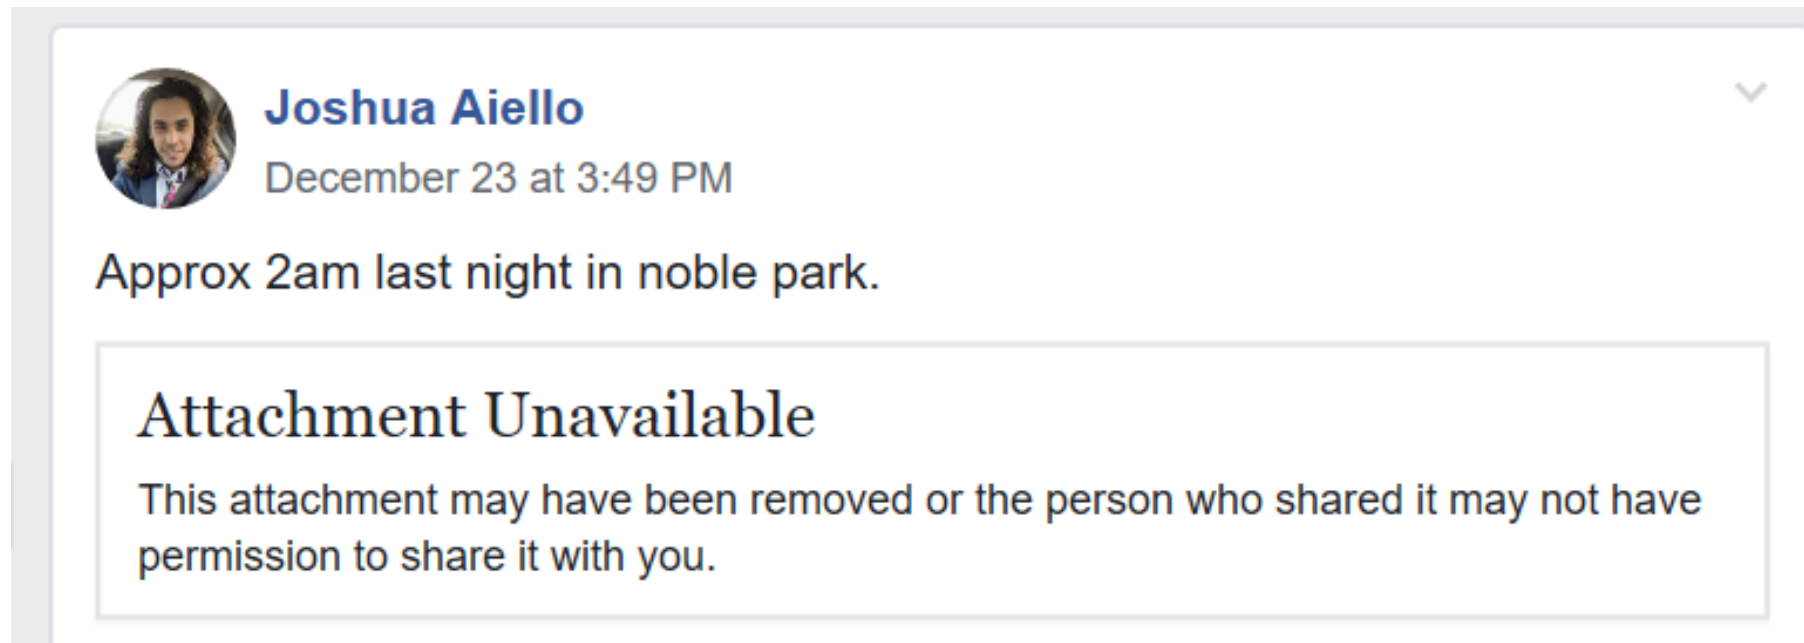 Joshua Aiello
December 23 at 3:49 PM
Approx 2am last night in noble park.
Attachment Unavailable
This attachment may have been removed or the person who shared it may not have
permission to share it with you.